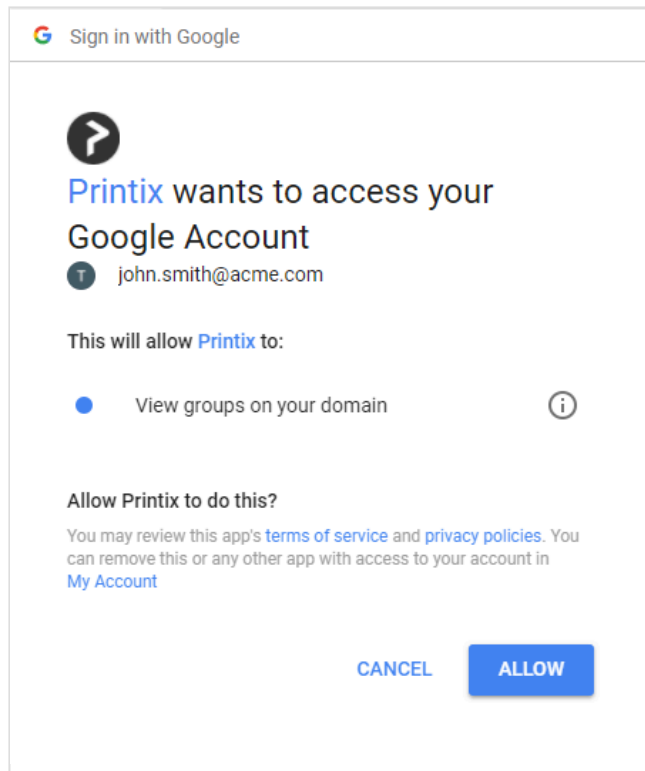 Sign in with Google
Printix wants to access your
Google Account
T john.smith@acme.com
This will allow Printix to:
View groups on your domain
Allow Printix to do this?
You may review this app's terms of service and privacy policies. You
can remove this or any other app with access to your account in
My Account
CANCEL ALLOW